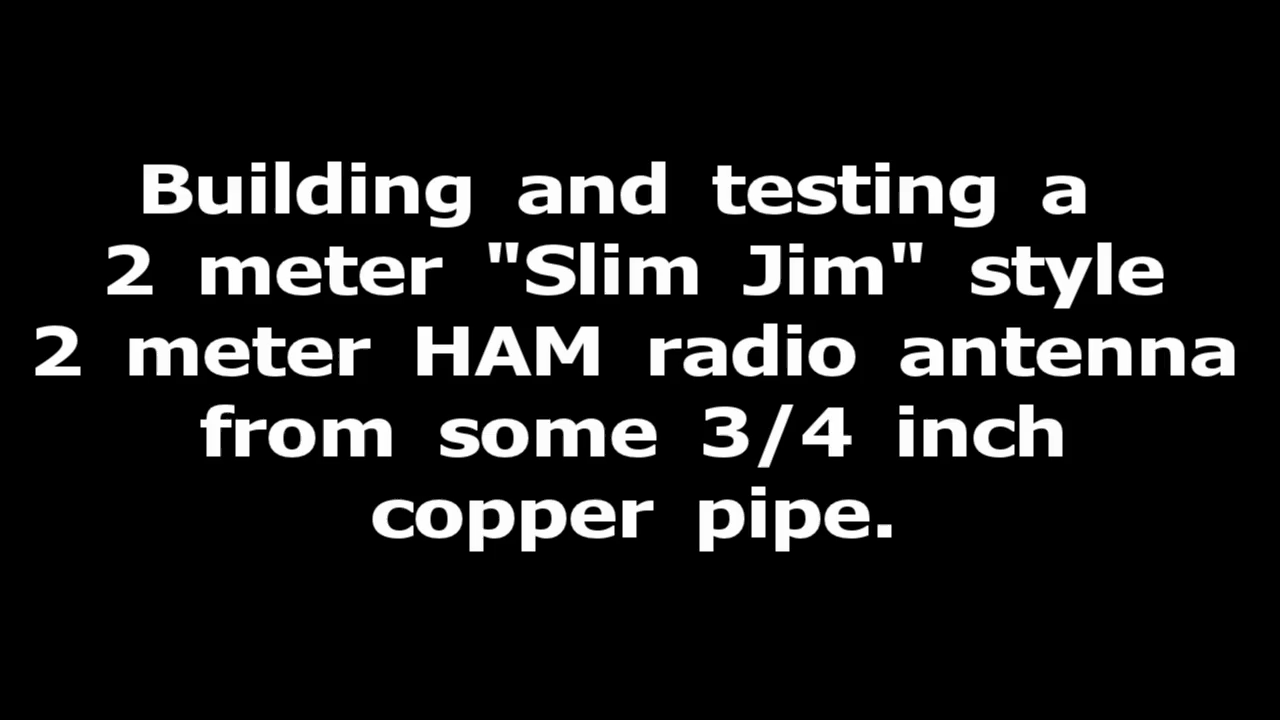 Building and testing a
2 meter "Slim Jim" style
2 meter HAM radio antenna
from some 3/4 inch
copper pipe.